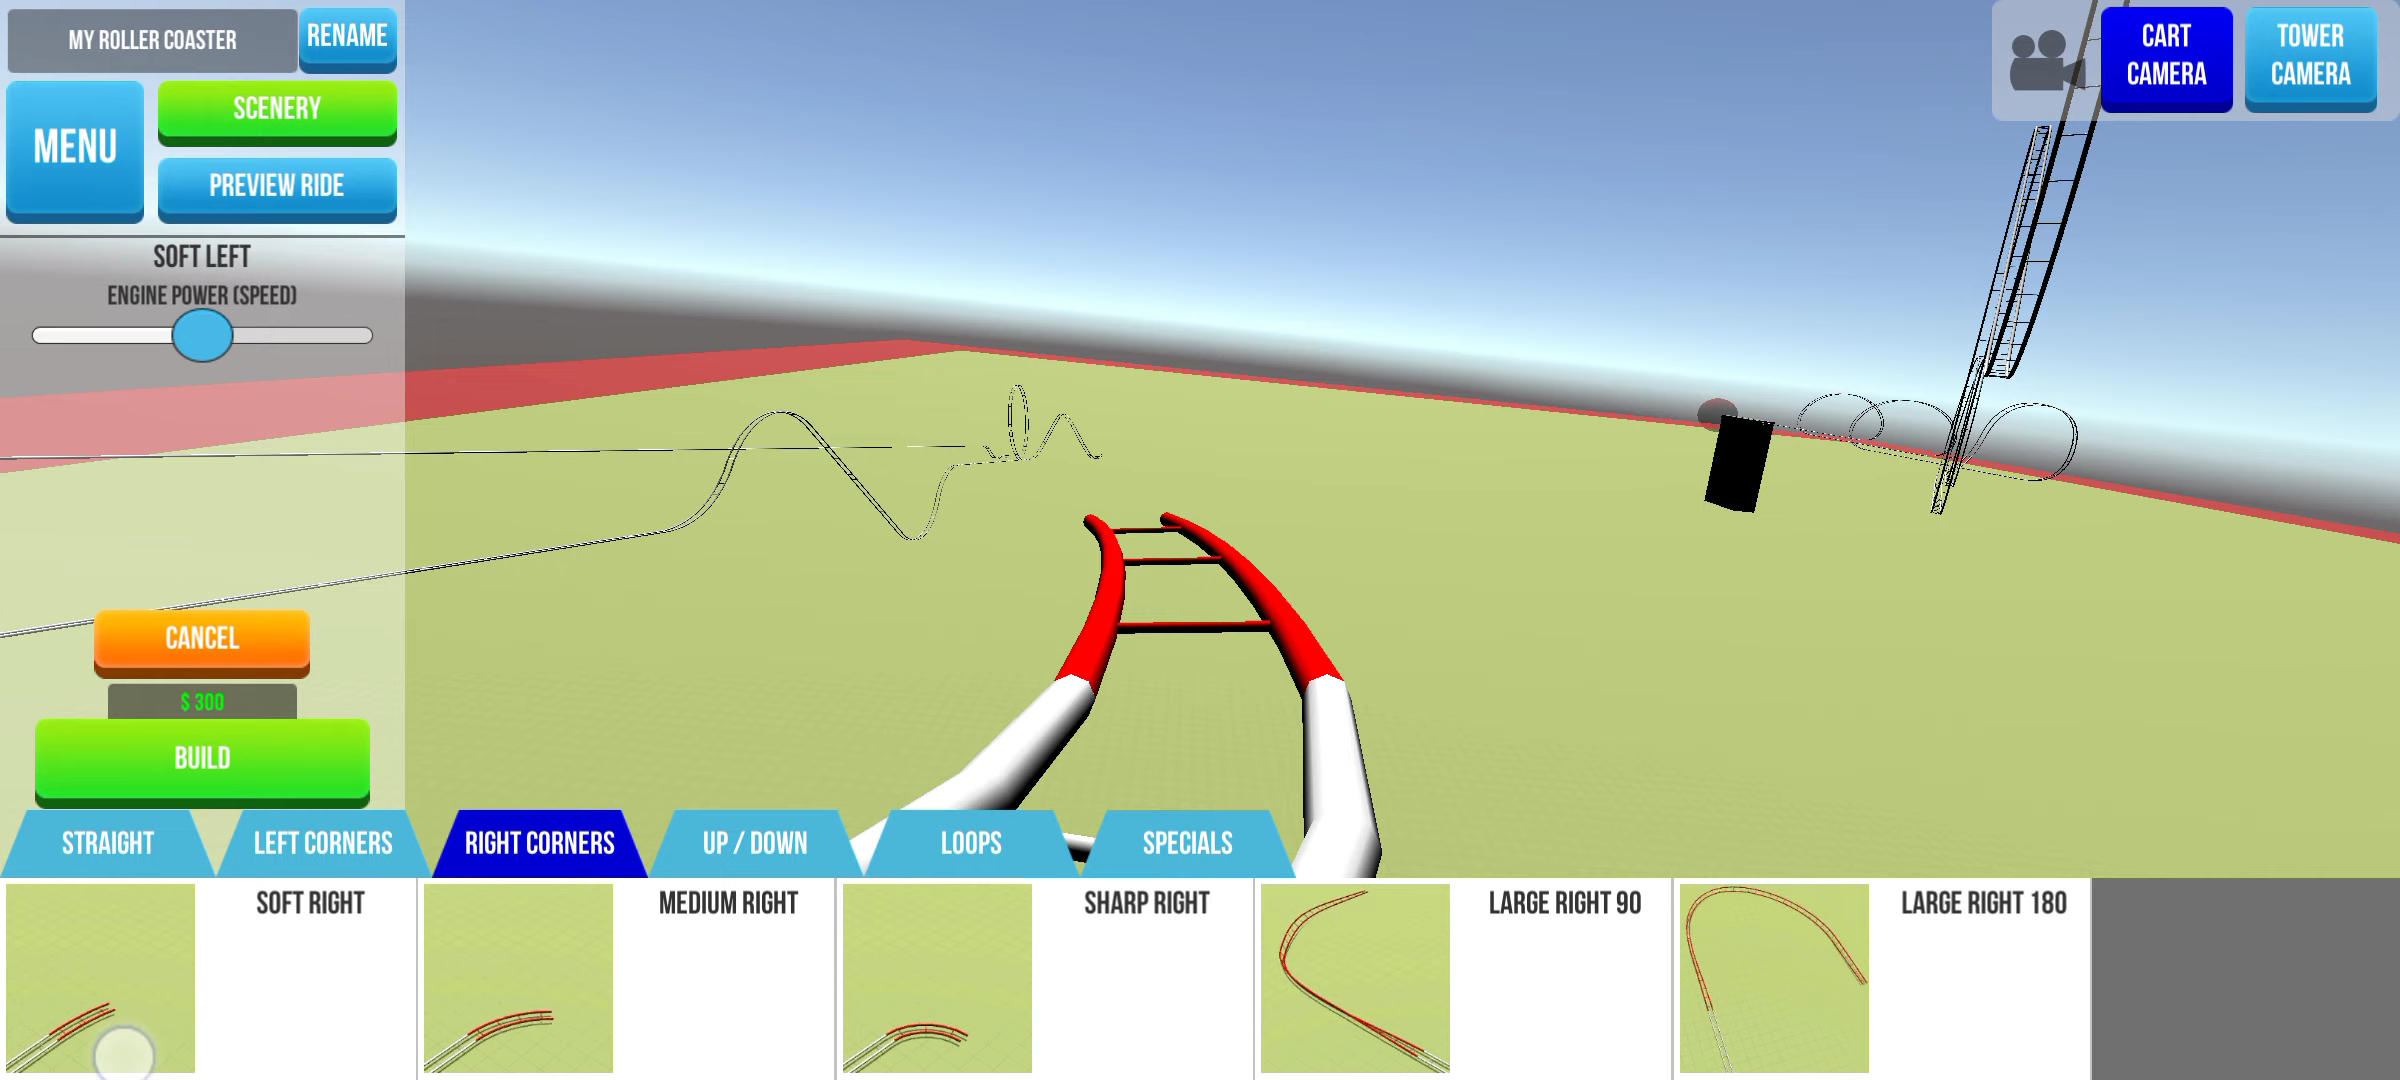 MY ROLLER COASTER
RENAME
MENU
SCENERY
PREVIEW RIDE
CART
CAMERA
TOWER
CAMERA
SOFT LEFT
ENGINE POWER (SPEED)
CANCEL
$ 300
BUILD
STRAIGHT
LEFT CORNERS
RIGHT CORNERS
UP / DOWN
LOOPS
SPECIALS
SOFT RIGHT
MEDIUM RIGHT
SHARP RIGHT
LARGE RIGHT 90
LARGE RIGHT 180